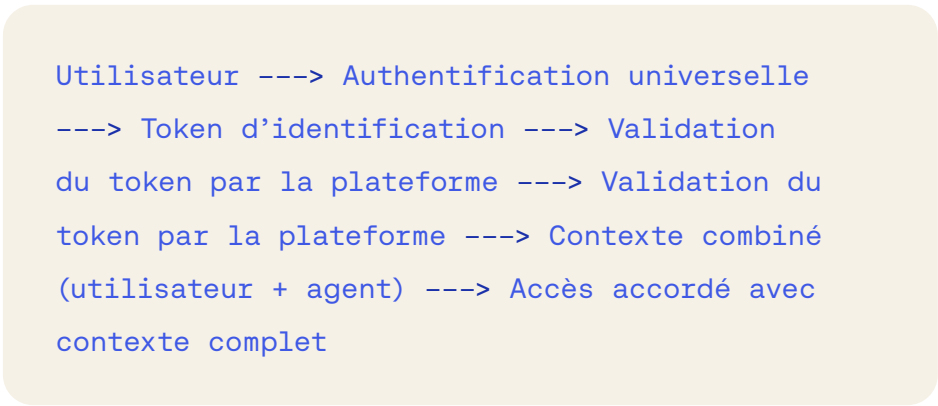 Utilisateur ---> Authentification universelle
---> Token d’identification ---> Validation
du token par la plateforme ---> Validation du
token par la plateforme ---> Contexte combiné
(utilisateur + agent) ---> Accès accordé avec
contexte complet